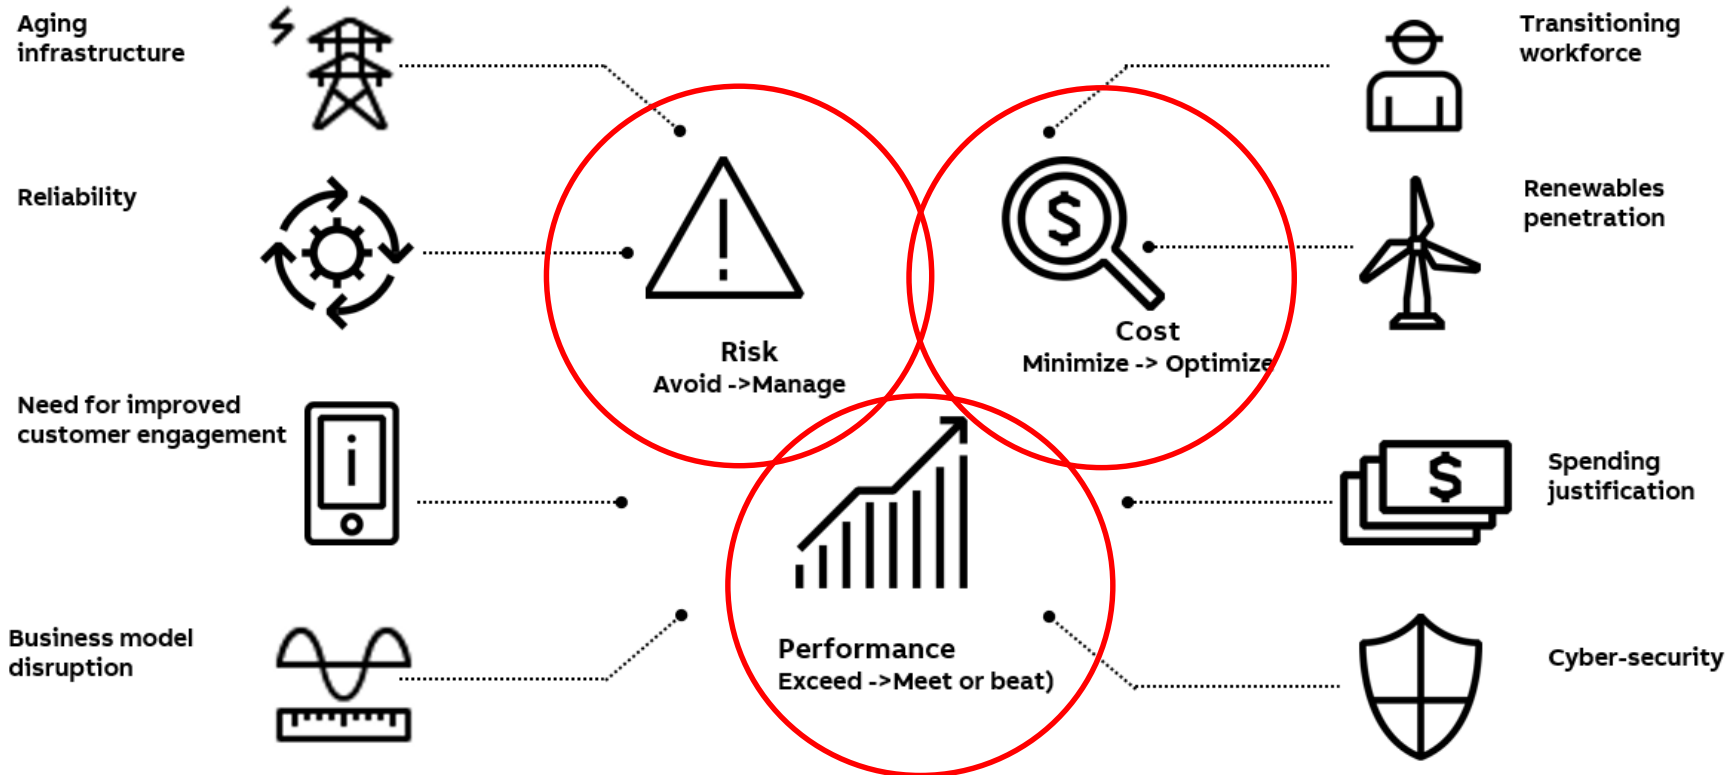 Aging
infrastructure
Transitioning
workforce
Reliability
Renewables
penetration
$
Risk
Avoid ->Manage
Cost
Minimize -> Optimize
Need for improved
customer engagement
i
$
Spending
justification
Business model
disruption
Performance
Exceed ->Meet or beat)
Cyber-security